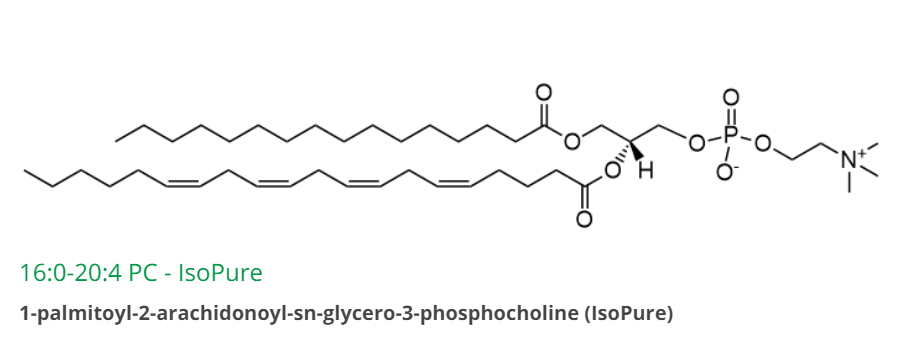 O
O
O
P
O
O
N+
O-
O
H
O
16:0-20:4 PC - IsoPure
1-palmitoyl-2-arachidonoyl-sn-glycero-3-phosphocholine (IsoPure)